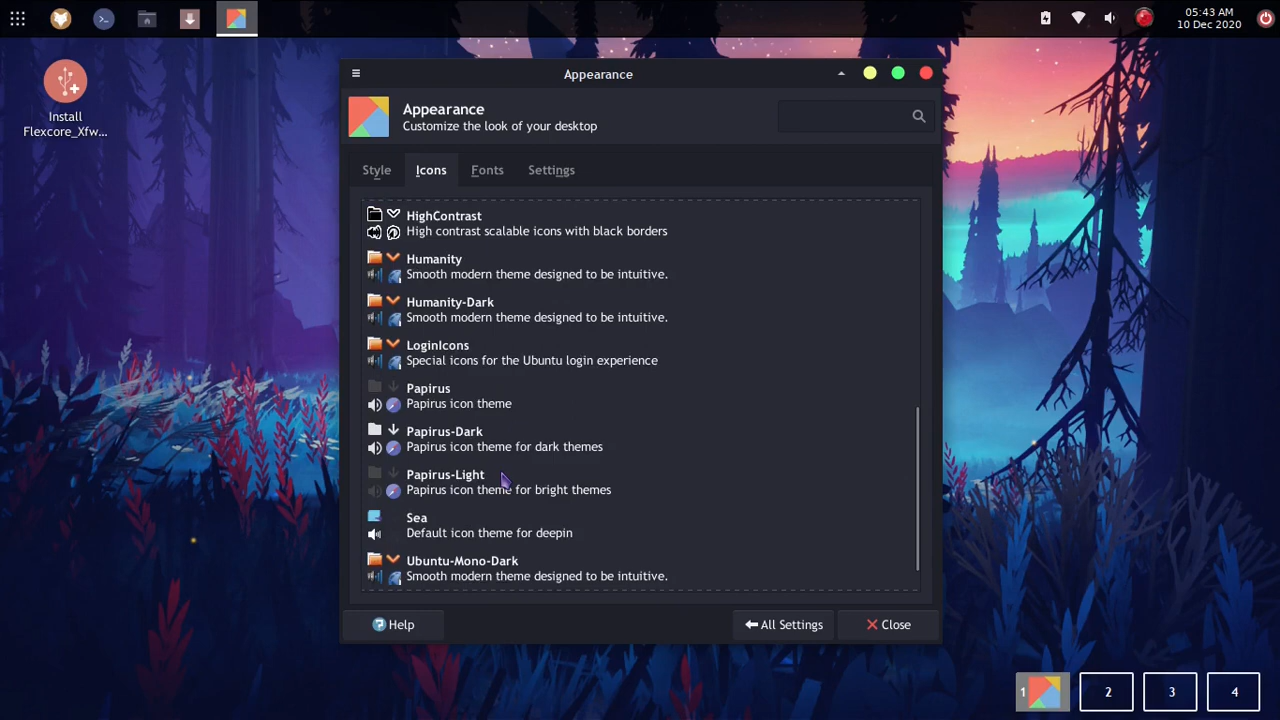 05:43 AM
10 Dec 2020
Install
Flexcore_Xfw...
Appearance
Appearance
Customize the look of your desktop
Style
Icons
Fonts
Settings
HighContrast
High contrast scalable icons with black borders
Humanity
Smooth modern theme designed to be intuitive.
Humanity-Dark
Smooth modern theme designed to be intuitive.
LoginIcons
Special icons for the Ubuntu login experience
Papirus
Papirus icon theme
Papirus-Dark
Papirus icon theme for dark themes
Papirus-Light
Papirus icon theme for bright themes
Sea
Default icon theme for deepin
Ubuntu-Mono-Dark
Smooth modern theme designed to be intuitive.
Help
All Settings
Close
1
2
3
4